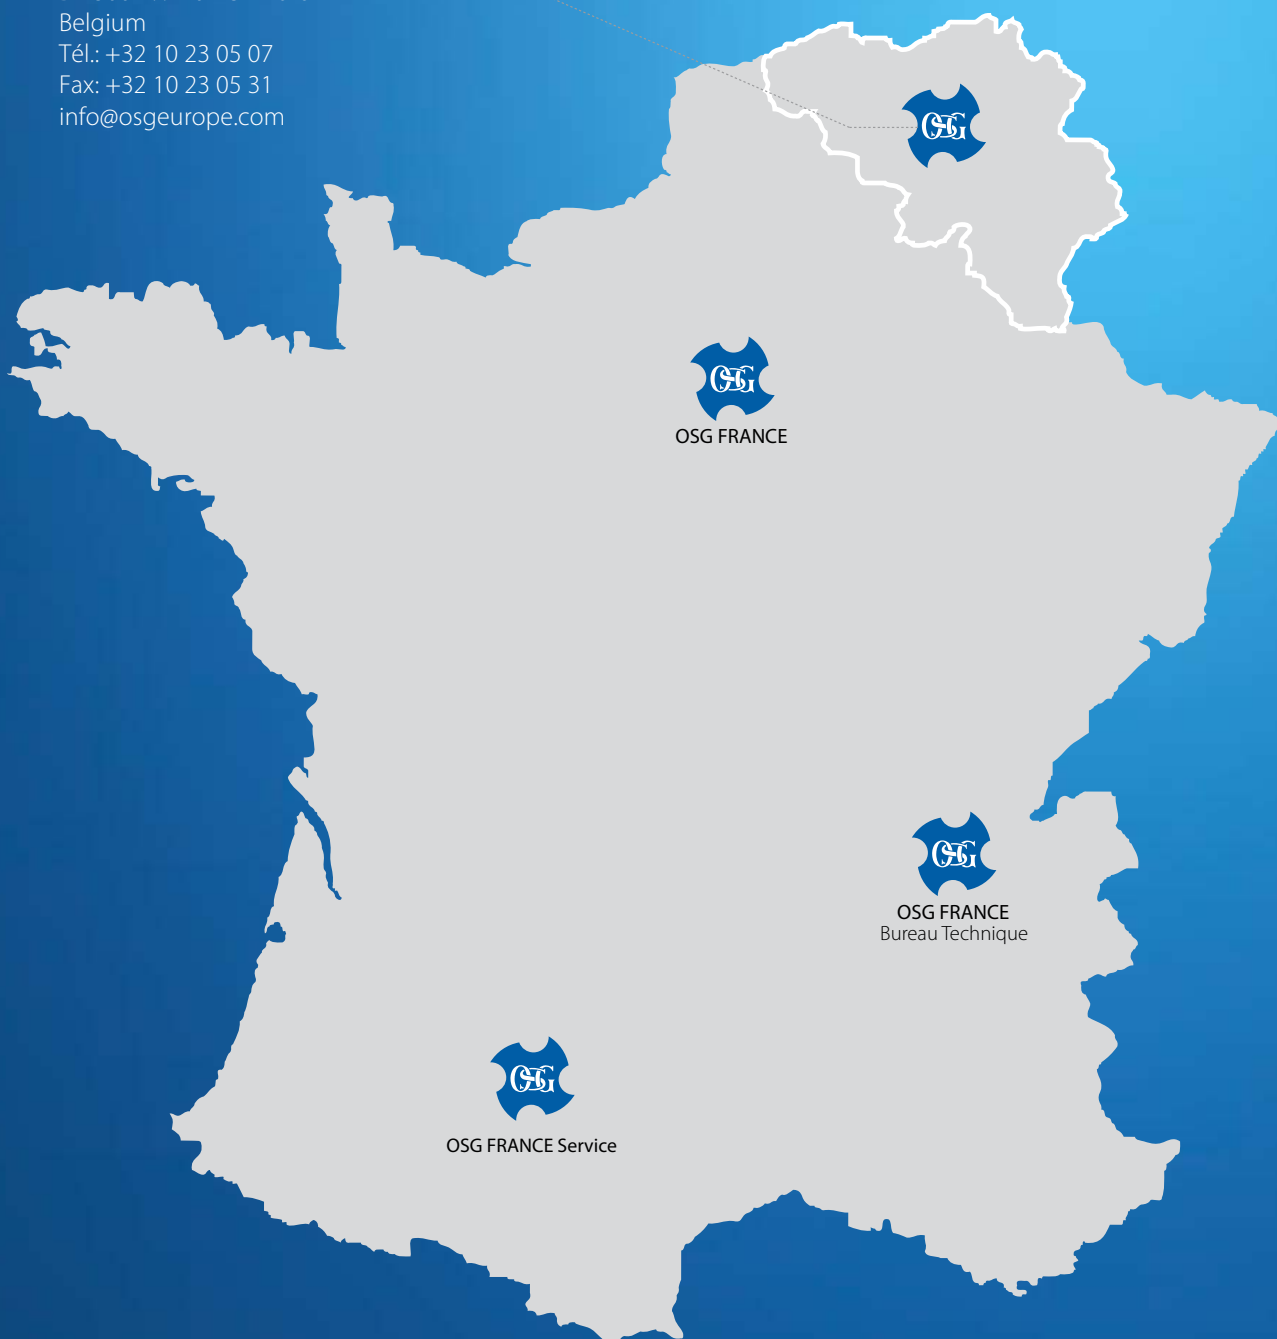 Belgium
Tél.: +32 10 23 05 07
Fax: +32 10 23 05 31
info@osgeurope.com
OSG
OSG
OSG FRANCE
OSG
OSG FRANCE
Bureau Technique
OSG
OSG FRANCE Service